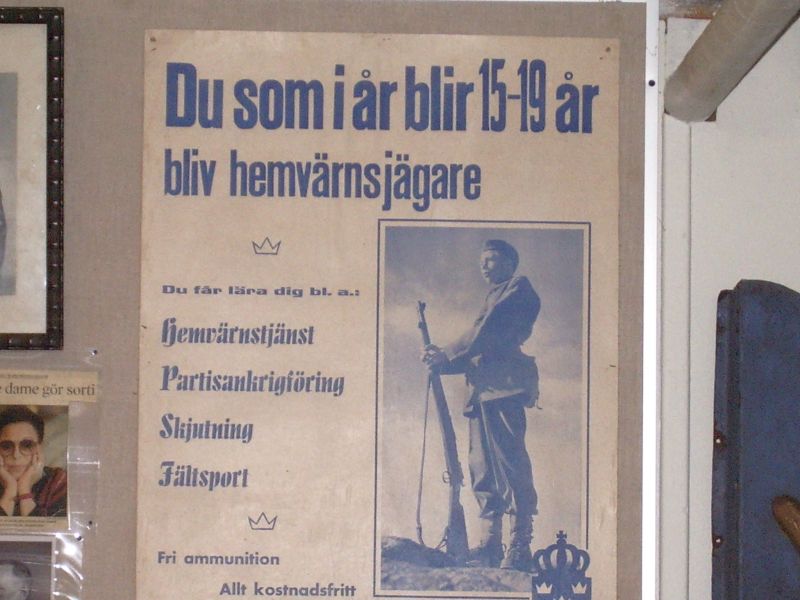 Du som i år blir 15-19 år
bliv hemvärnsjägare
Du får lära dig bl. a.:
Hemvärnstjänst
Partisankrigföring
Skjutning
Fältsport
Fri ammunition
Allt kostnadsfritt
dame gör sorti